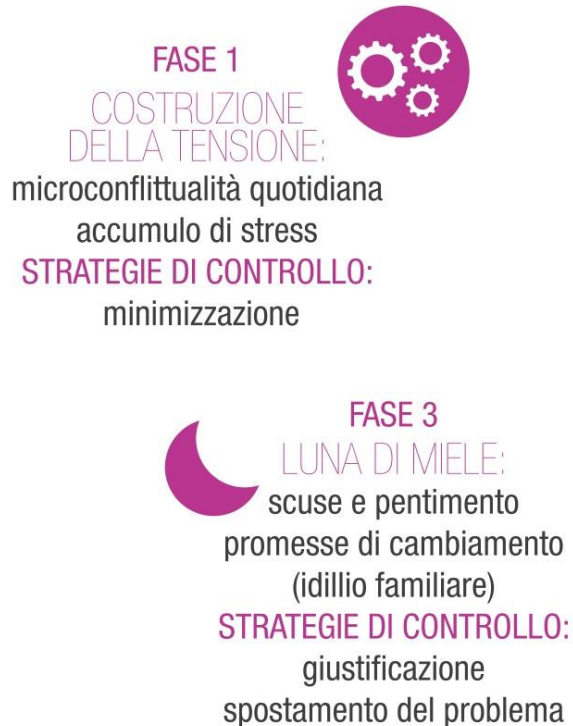 FASE 1
COSTRUZIONE
DELLA TENSIONE:
microconflittualità quotidiana
accumulo di stress
STRATEGIE DI CONTROLLO:
minimizzazione
FASE 3
LUNA DI MIELE:
scuse e pentimento
promesse di cambiamento
(idillio familiare)
STRATEGIE DI CONTROLLO:
giustificazione
spostamento del problema